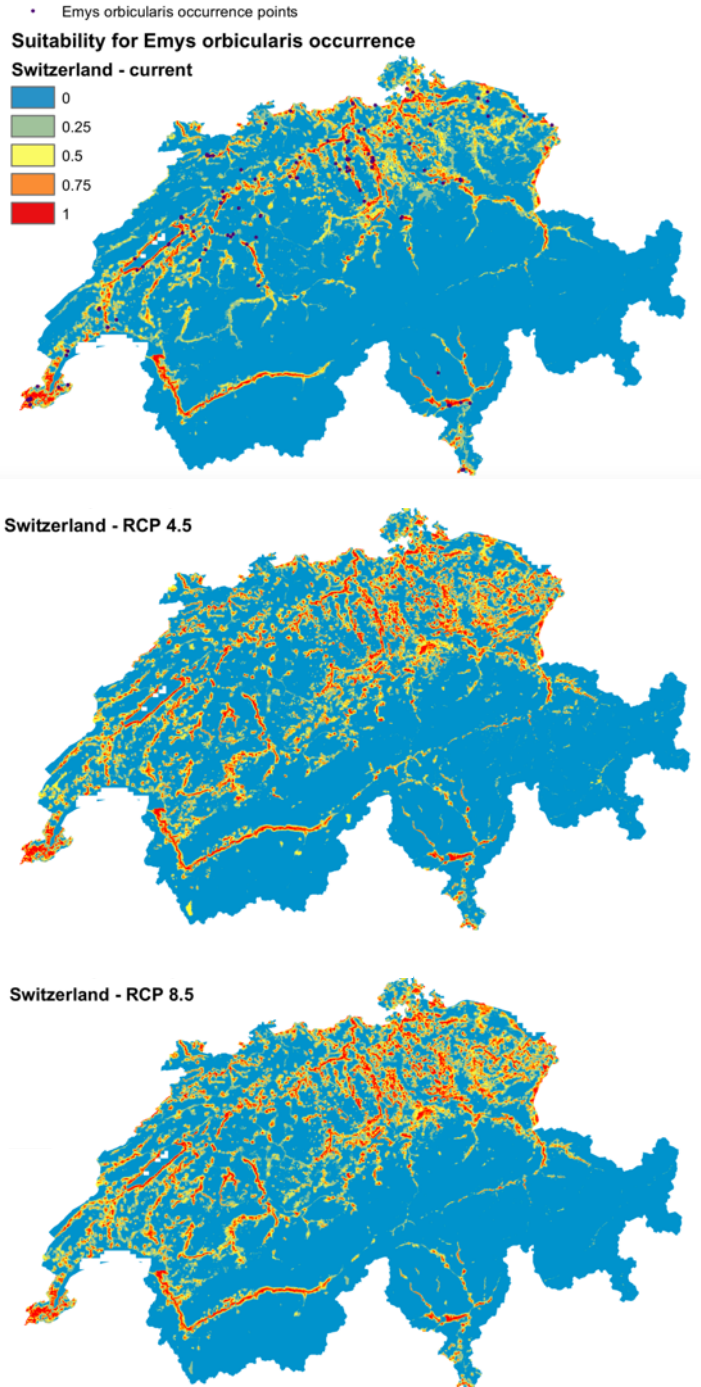 Emys orbicularis occurrence points
Suitability for Emys orbicularis occurrence
Switzerland - current
0
0.25
0.5
0.75
1
Switzerland - RCP 4.5
Switzerland - RCP 8.5